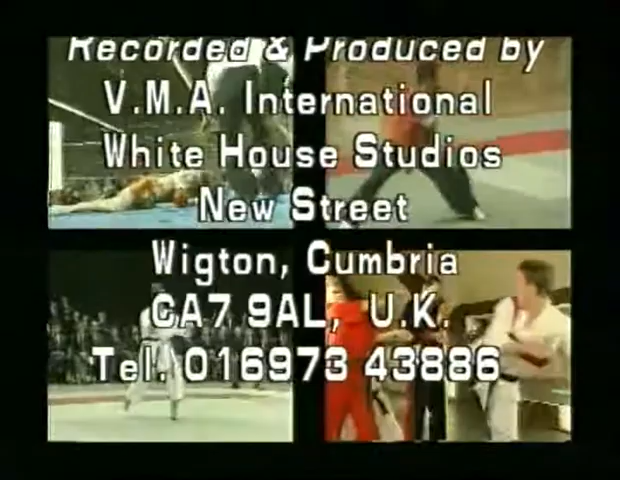 Recorded & Produced by
V.M.A. International
White House Studios
New Street
Wigton, Cumbria
CA7 9AL, U.K.
Tel. 016973 43886